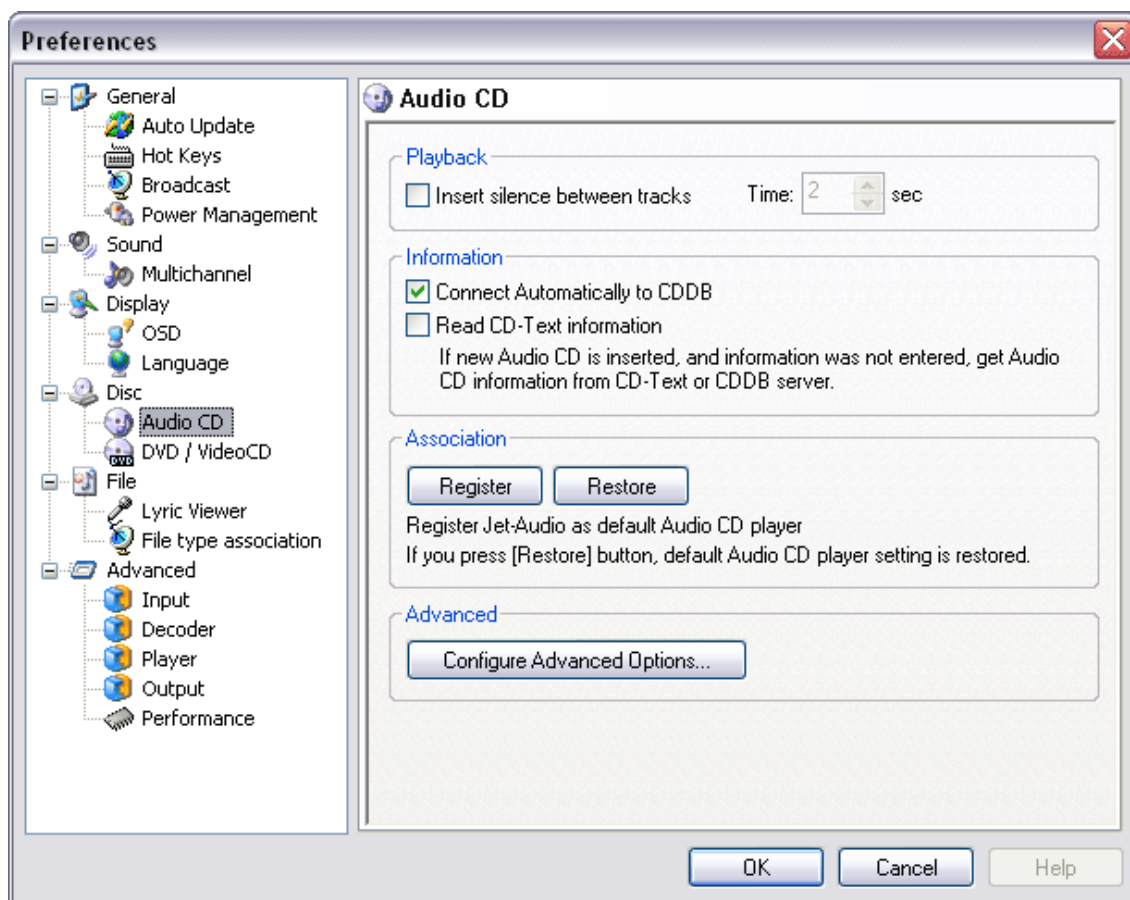 Preferences
General
Auto Update
Hot Keys
Broadcast
Power Management
Sound
Multichannel
Display
OSD
Language
Disc
Audio CD
DVD / VideoCD
File
Lyric Viewer
File type association
Advanced
Input
Decoder
Player
Output
Performance
Audio CD
Playback
Insert silence between tracks Time: 2 sec
Information
Connect Automatically to CDDB
Read CD-Text information
If new Audio CD is inserted, and information was not entered, get Audio
CD information from CD-Text or CDDB server.
Association
Register Restore
Register Jet-Audio as default Audio CD player
If you press [Restore] button, default Audio CD player setting is restored.
Advanced
Configure Advanced Options...
OK Cancel Help
DVD